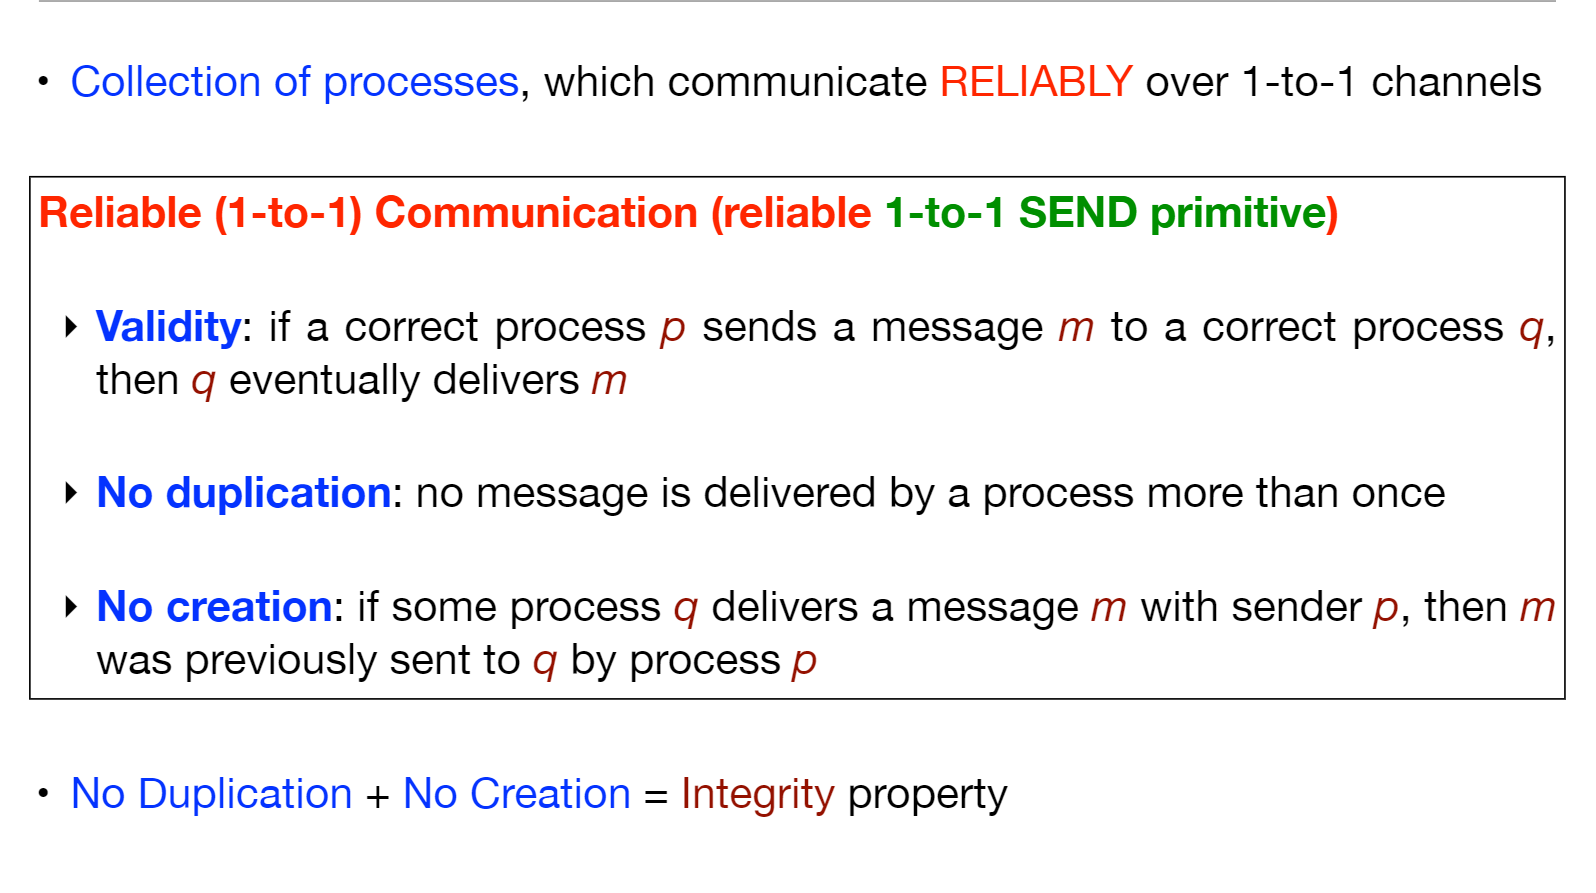 • Collection of processes, which communicate RELIABLY over 1-to-1 channels
Reliable (1-to-1) Communication (reliable 1-to-1 SEND primitive)
‣ Validity: if a correct process p sends a message m to a correct process q,
then q eventually delivers m
‣ No duplication: no message is delivered by a process more than once
‣ No creation: if some process q delivers a message m with sender p, then m
was previously sent to q by process p
• No Duplication + No Creation = Integrity property